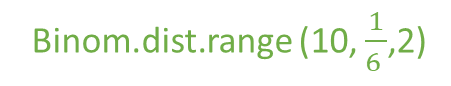 Binom.dist.range (10, 1/6 ,2)